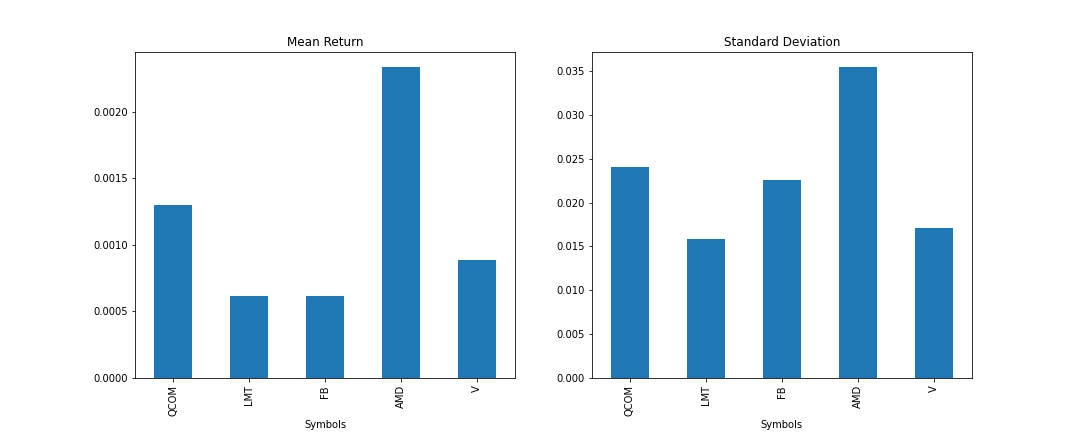 Mean Return
0.0020
0.0015
0.0010
0.0005
0.0000
QCOM
LMT
FB
AMD
V
Symbols
Standard Deviation
0.035
0.030
0.025
0.020
0.015
0.010
0.005
0.000
QCOM
LMT
FB
AMD
V
Symbols